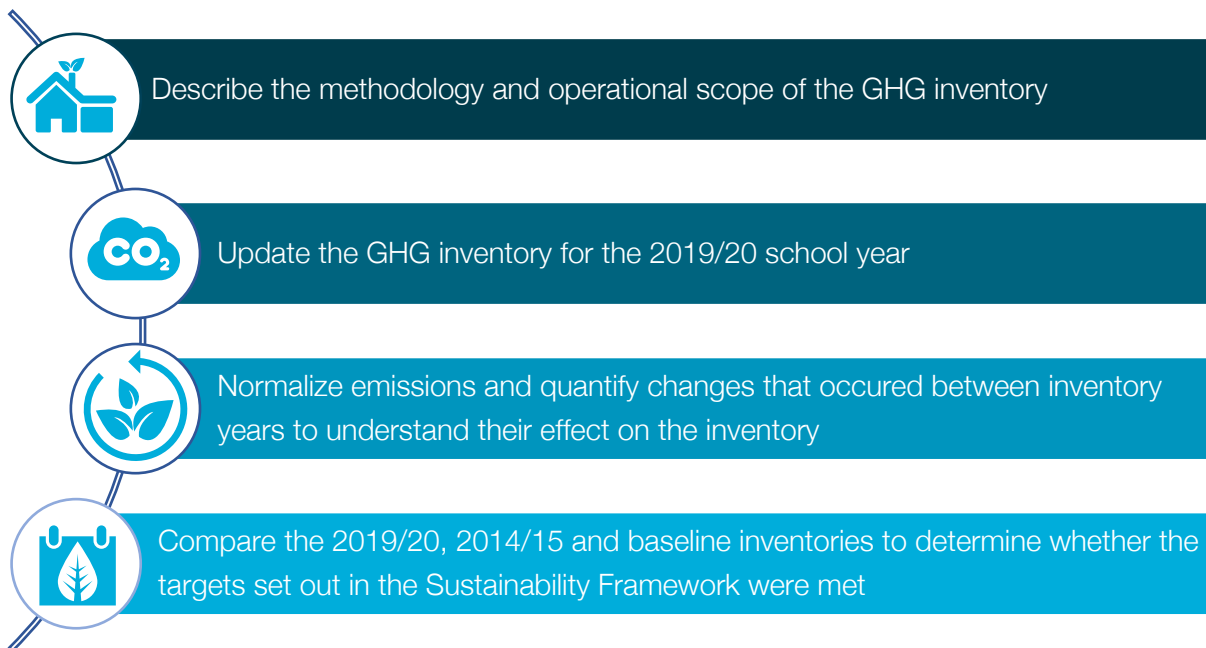 Describe the methodology and operational scope of the GHG inventory
CO₂
Update the GHG inventory for the 2019/20 school year
Normalize emissions and quantify changes that occured between inventory
years to understand their effect on the inventory
Compare the 2019/20, 2014/15 and baseline inventories to determine whether the
targets set out in the Sustainability Framework were met